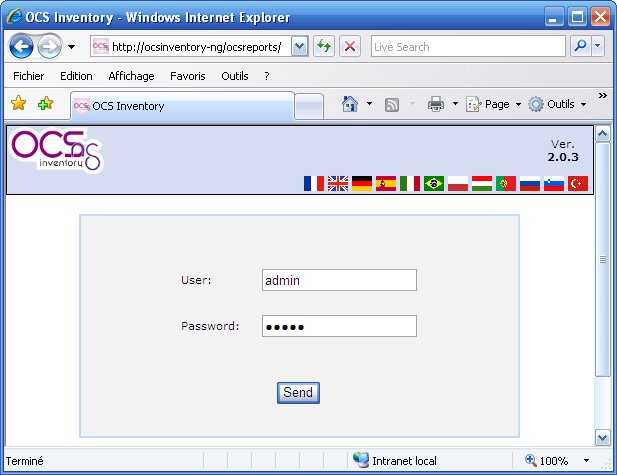 OCS Inventory - Windows Internet Explorer
http://ocsinventory-ng/ocsreports/
Live Search
Fichier Edition Affichage Favoris Outils ?
OCS Inventory
Page Outils »
OCS
inventory ng
Ver.
2.0.3
User: admin
Password: •••••
Send
Terminé Intranet local 100%